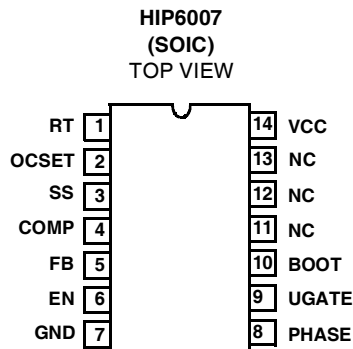 HIP6007
(SOIC)
TOP VIEW
RT 1 14 VCC
OCSET 2 13 NC
SS 3 12 NC
COMP 4 11 NC
FB 5 10 BOOT
EN 6 9 UGATE
GND 7 8 PHASE